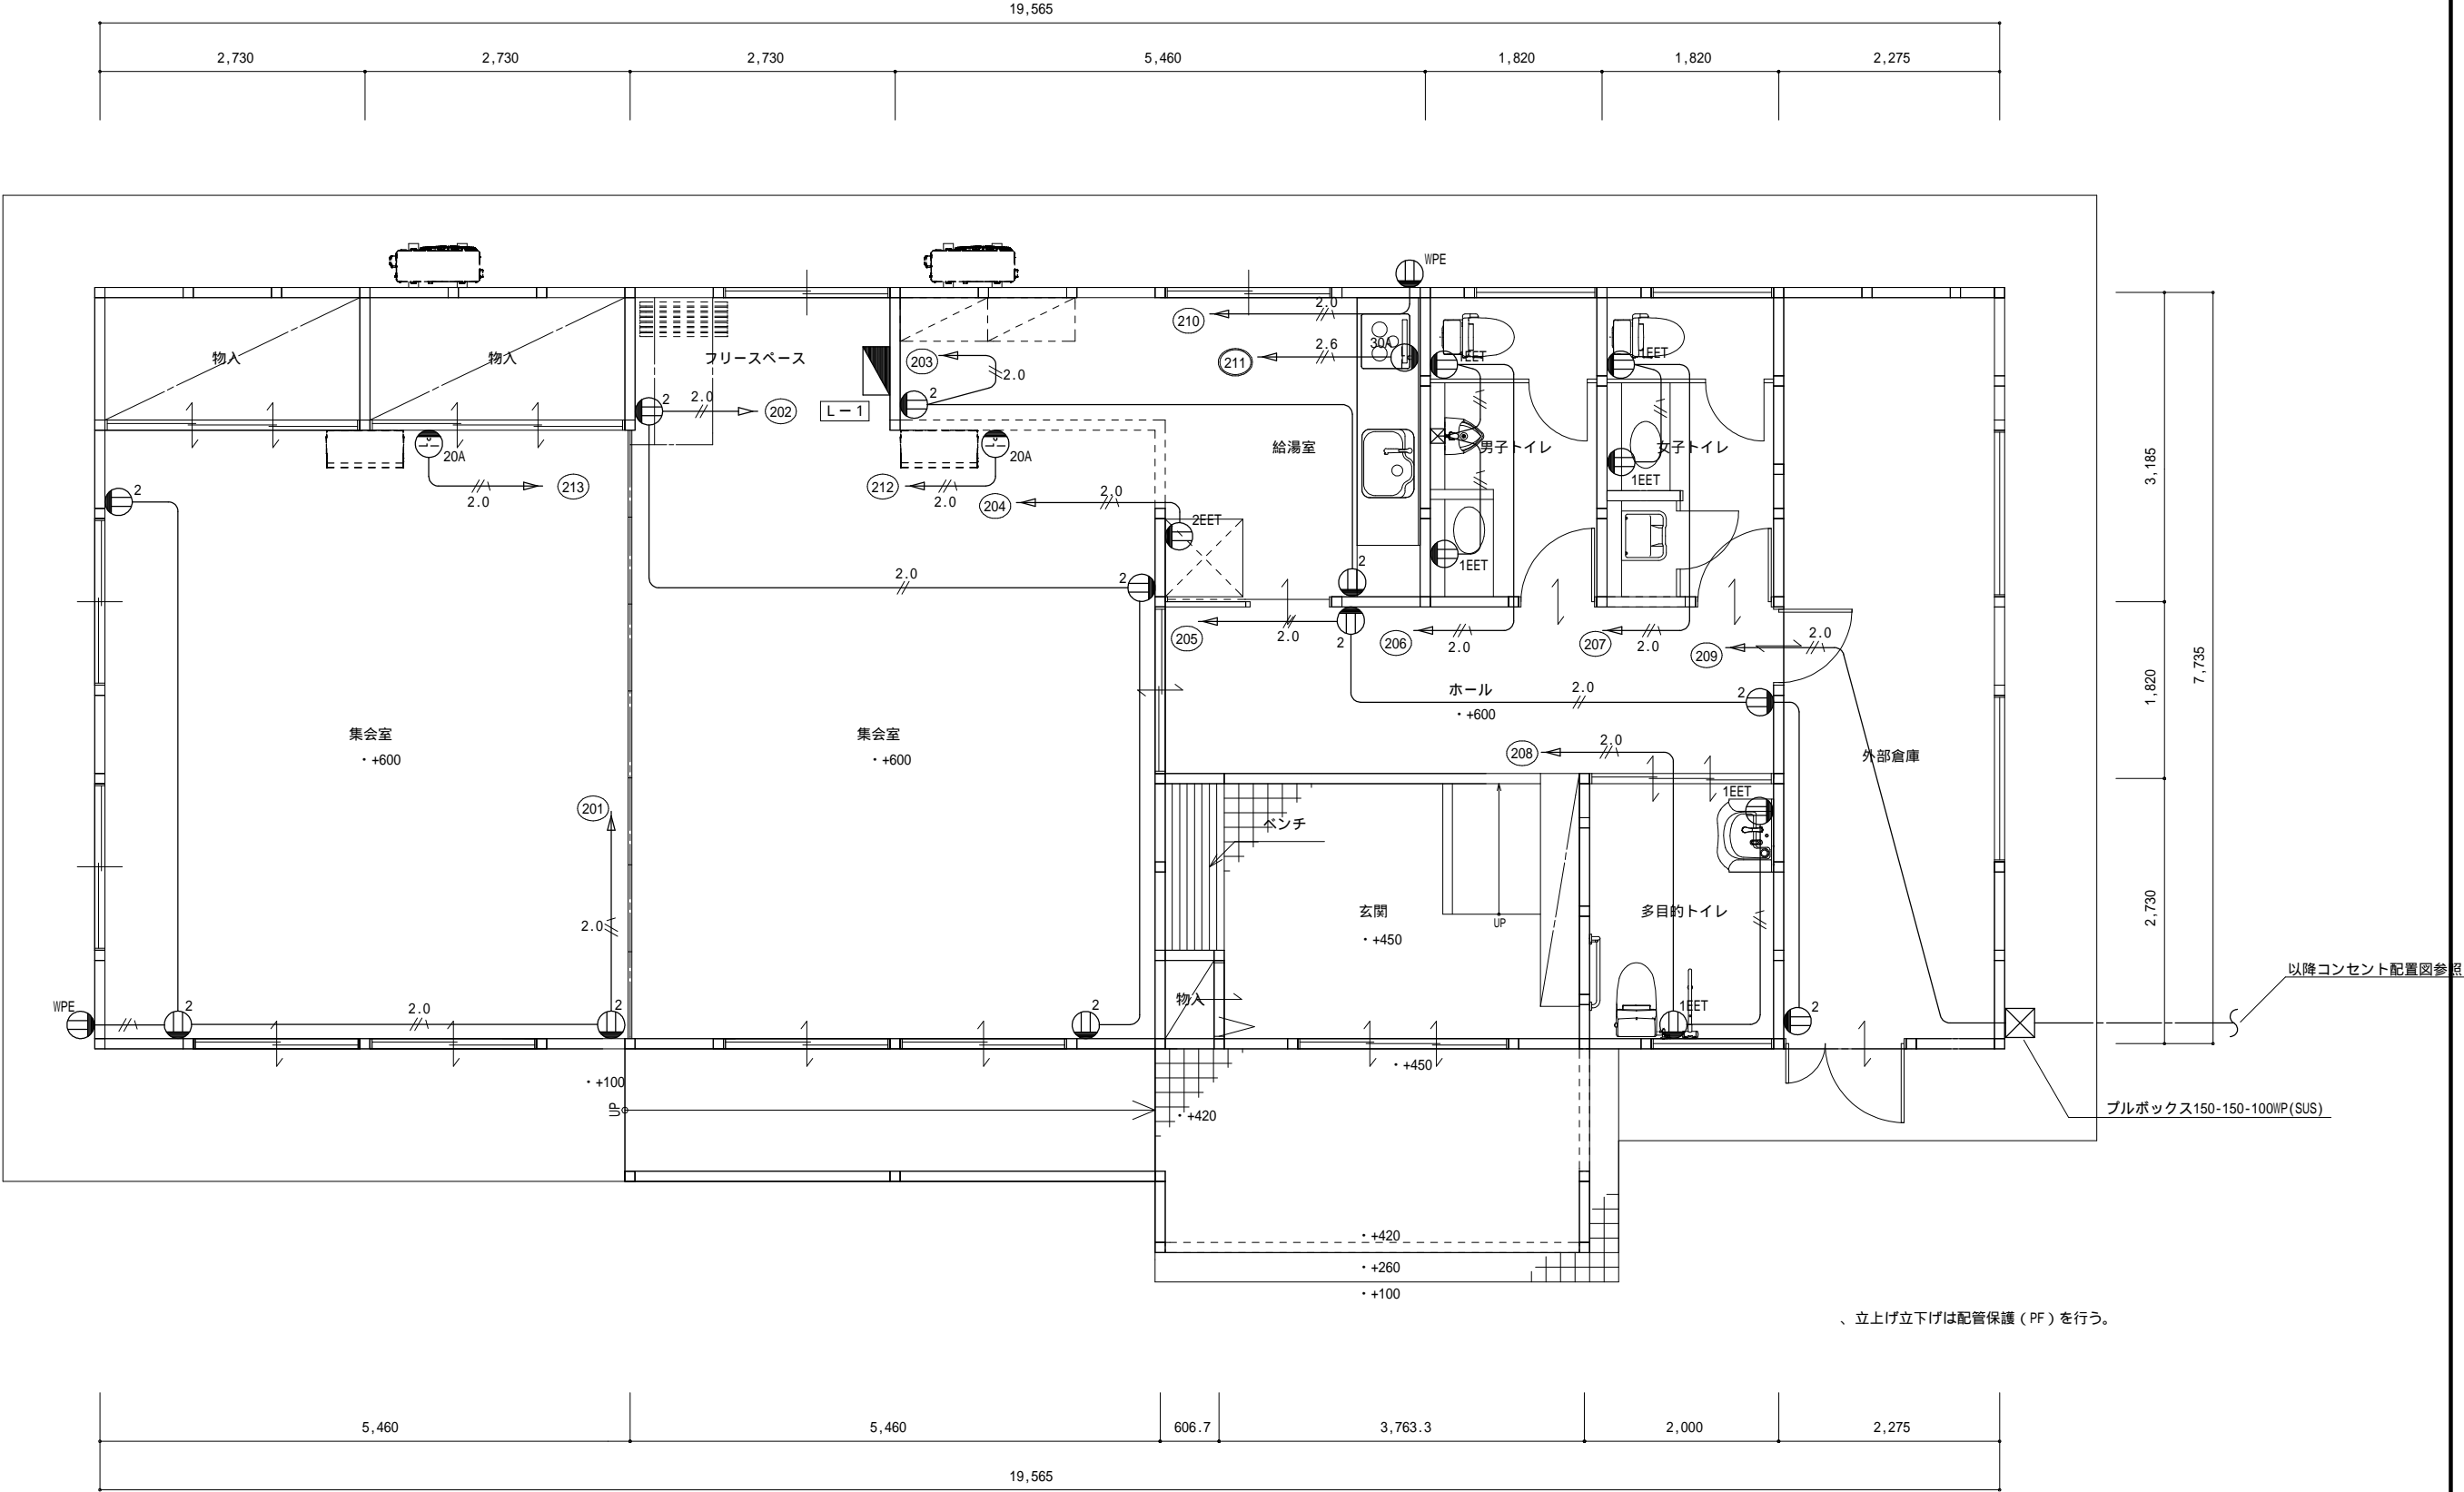 19,565
2,730
2,730
2,730
5,460
1,820
1,820
2,275
WPE
210
2.0
物入
物入
フリースペース
203
2.0
211
2.6
30A
1EET
1EET
2
2.0
202
L－1
2
給湯室
男子トイレ
女子トイレ
20A
20A
2
2.0
213
212
2.0
204
2.0
1EET
2EET
3,185
1EET
2.0
2
2
205
2.0
2
206
2.0
207
2.0
209
2.0
7,735
1,820
ホール
・+600
2.0
2
集会室
・+600
集会室
・+600
208
2.0
外部倉庫
201
ベンチ
1EET
2.0
玄関
・+450
UP
多目的トイレ
2,730
以降コンセント配置図参照
WPE
2
2.0
2
2
物入
1EET
2
・+100
UP
・+450
・+420
プルボックス150-150-100WP(SUS)
・+420
・+260
・+100
、立上げ立下げは配管保護（PF）を行う。
5,460
5,460
606.7
3,763.3
2,000
2,275
19,565